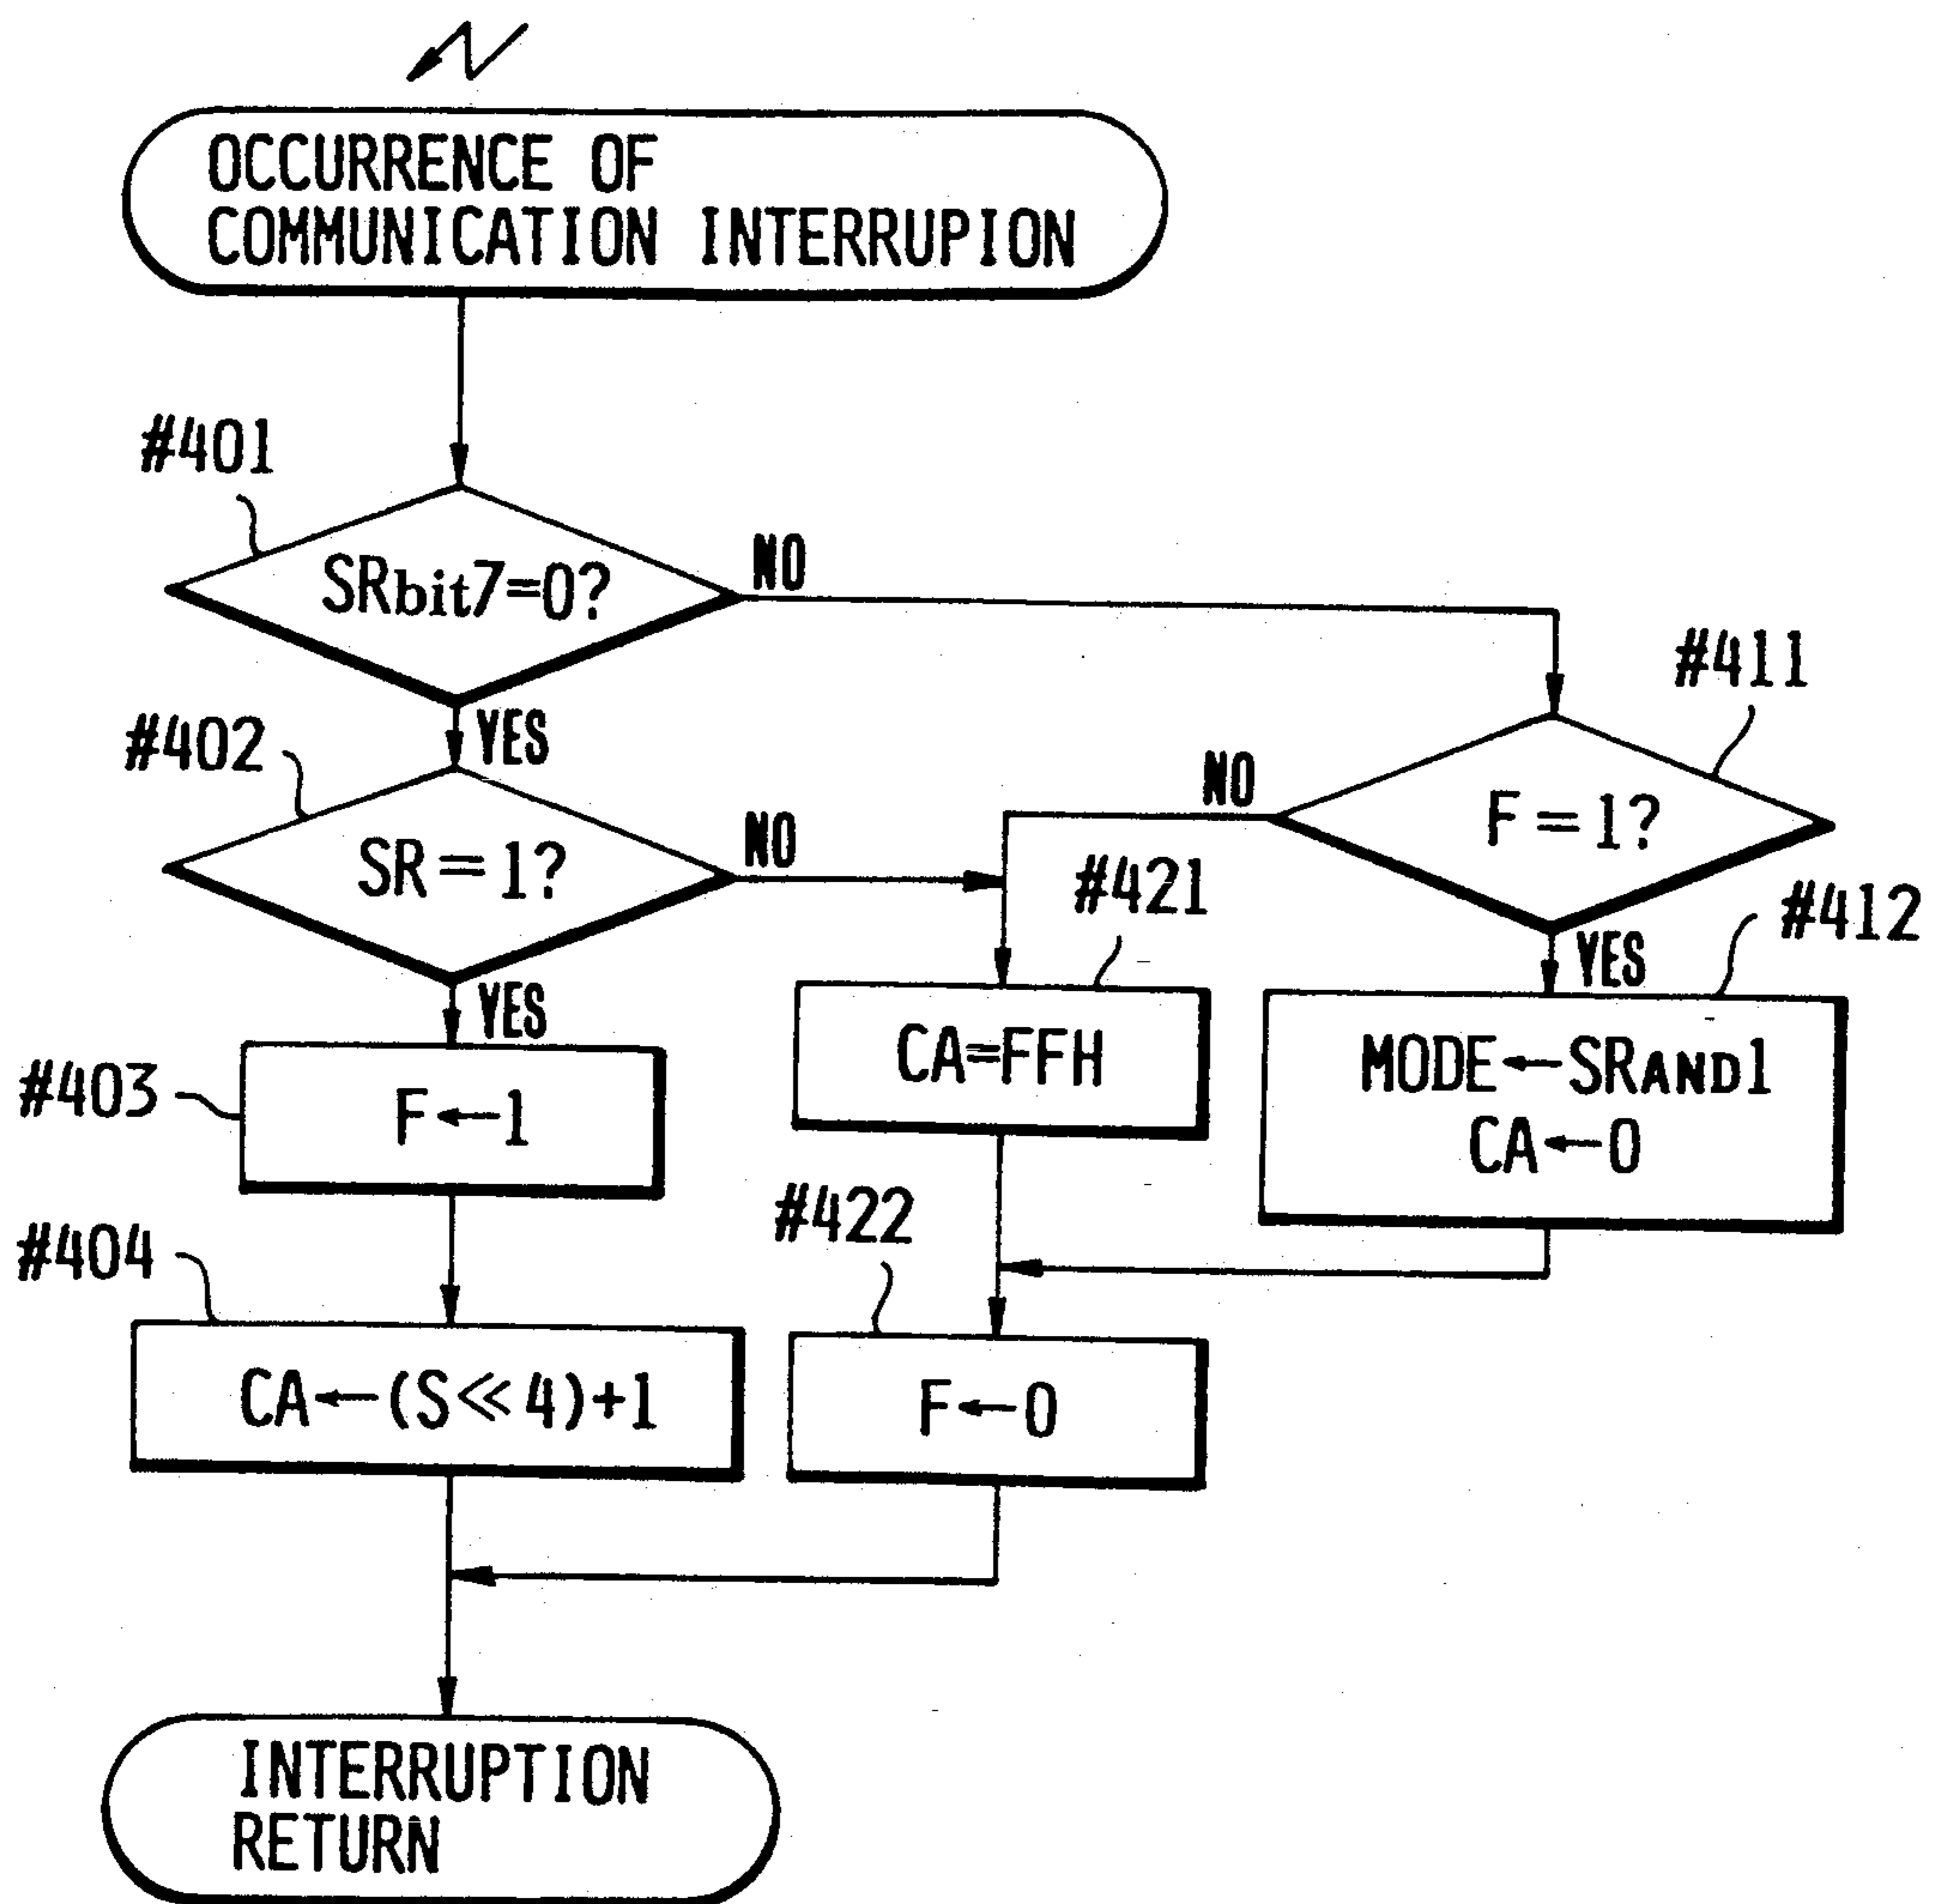 OCCURRENCE OF
COMMUNICATION INTERRUPION
#401
SRbit7=0?
NO
YES
#411
F=1?
NO
YES
#402
SR=1?
NO
YES
#421
CA=FFH
#412
MODE←SRAND1
CA←0
#403
F←1
#404
CA←(S≪4)+1
#422
F←0
INTERRUPTION
RETURN